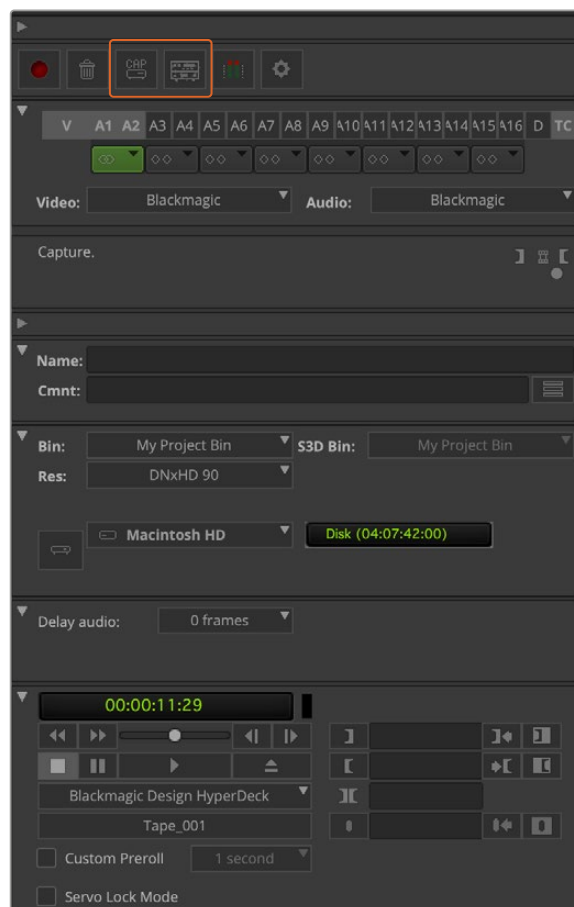 CAP
V A1 A2 A3 A4 A5 A6 A7 A8 A9 A10 A11 A12 A13 A14 A15 A16 D TC
Video: Blackmagic Audio: Blackmagic
Capture.
Name:
Cmnt:
Bin: My Project Bin S3D Bin: My Project Bin
Res: DNxHD 90
Macintosh HD Disk (04:07:42:00)
Delay audio: 0 frames
00:00:11:29
Blackmagic Design HyperDeck
Tape_001
Custom Preroll 1 second
Servo Lock Mode